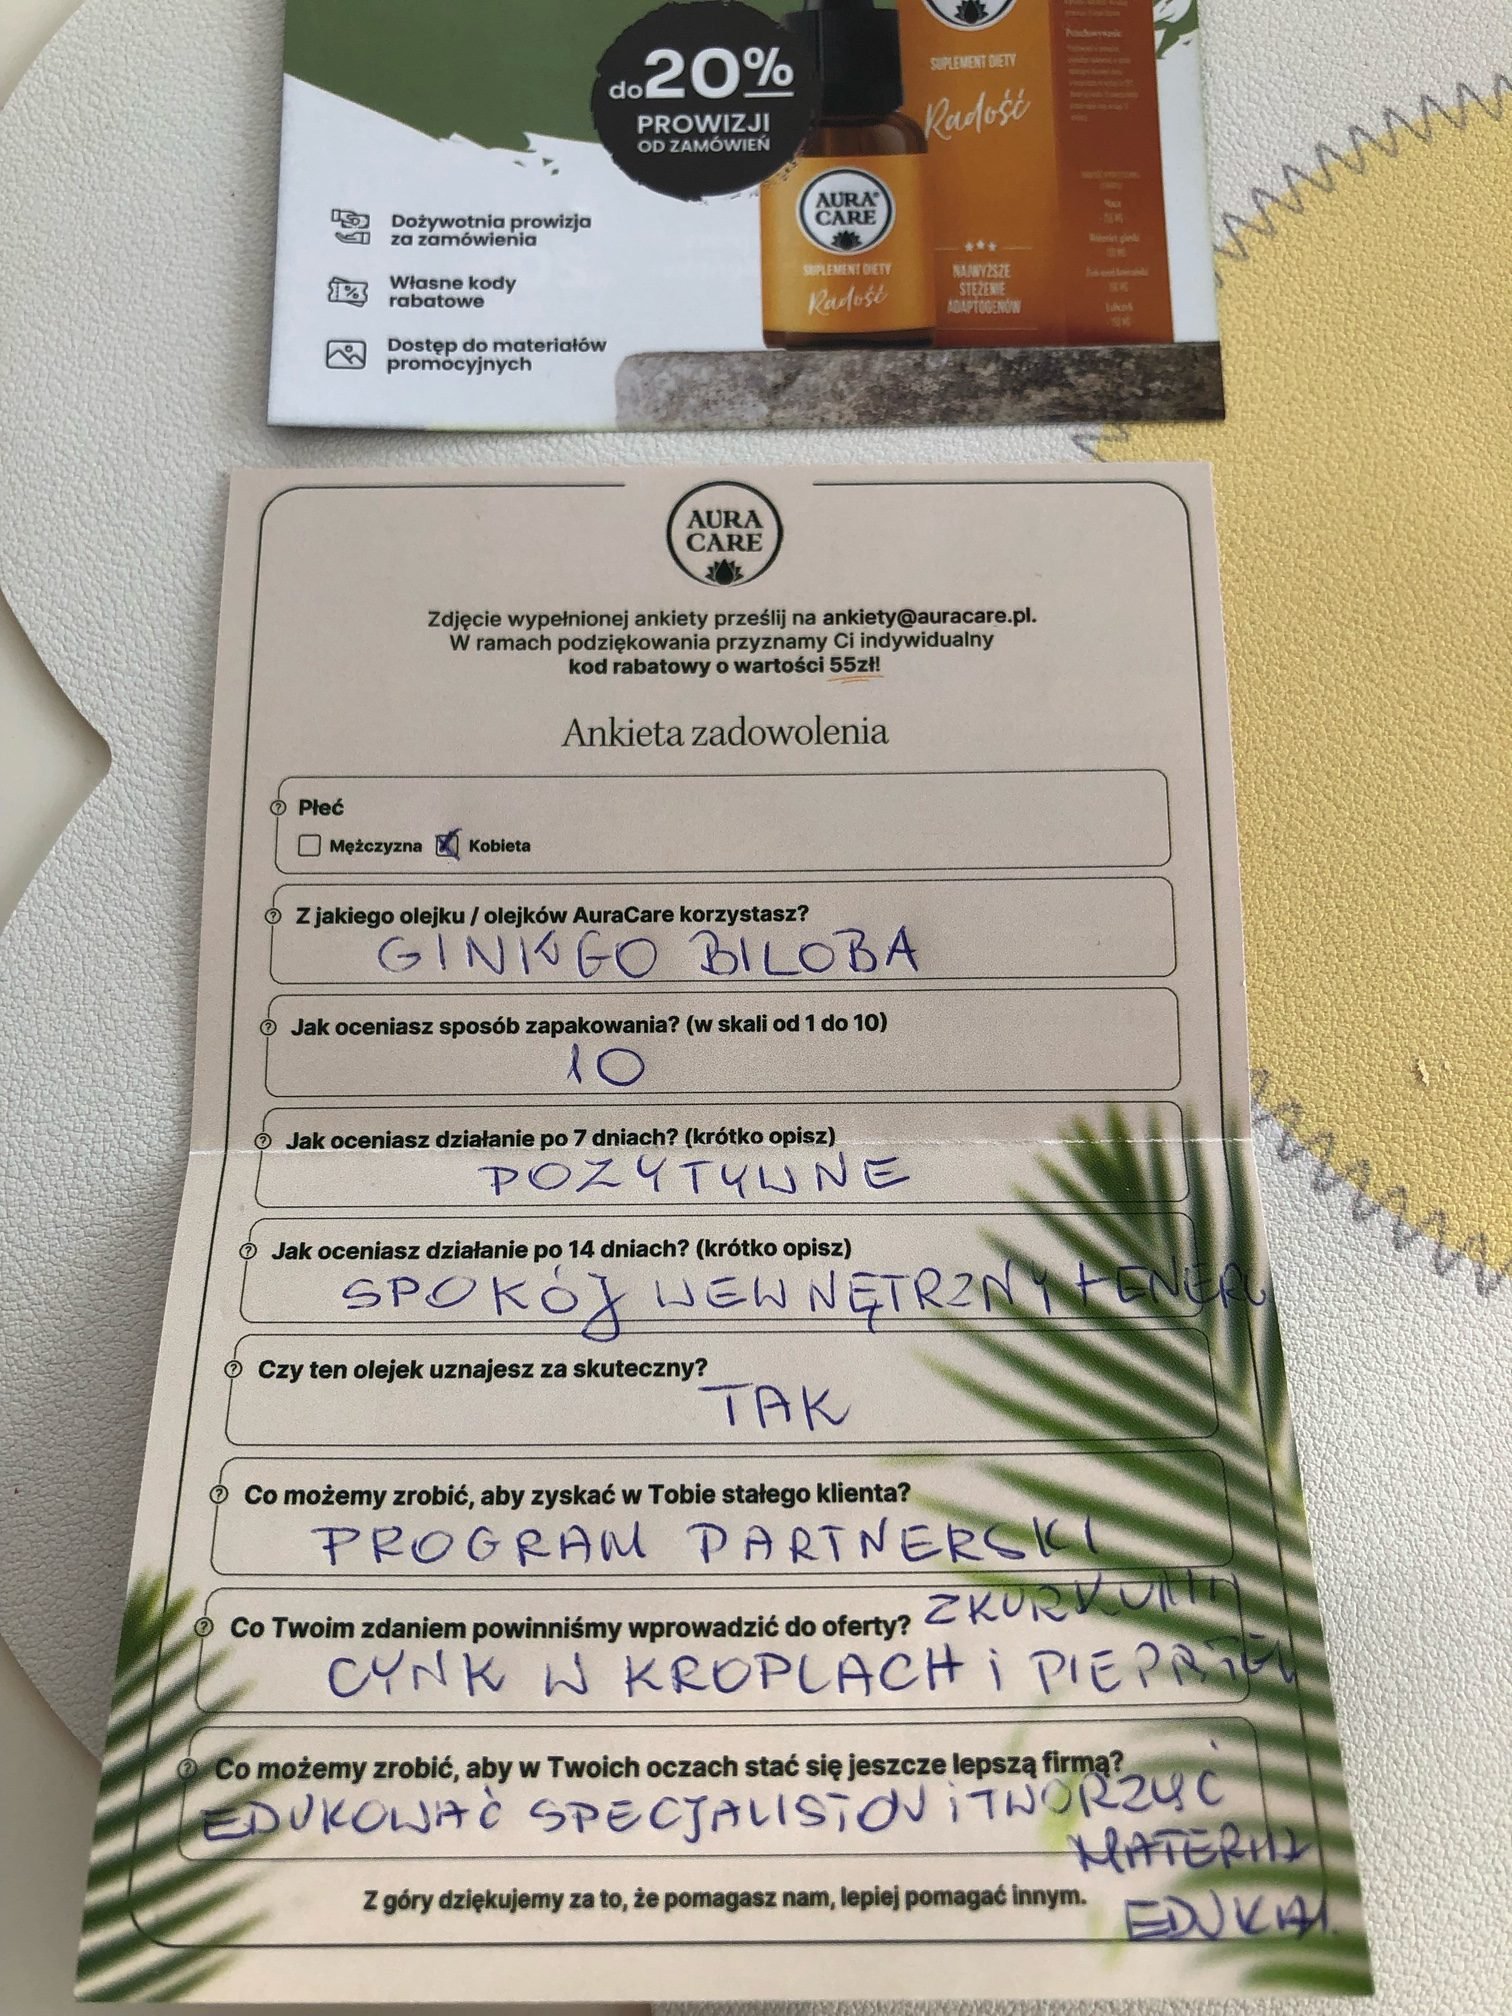 do 20%
PROWIZJI
OD ZAMÓWIEŃ
Dożywotnia prowizja
za zamówienia
Własne kody
rabatowe
Dostęp do materiałów
promocyjnych
AURA®
CARE
SUPLEMENT DIETY
Radość
SUPLEMENT DIETY
Radość
NAJWYŻSZE
STĘŻENIE
ADAPTOGENÓW
Przechowywanie:
AURA
CARE
Zdjęcie wypełnionej ankiety prześlij na ankiety@auracare.pl.
W ramach podziękowania przyznamy Ci indywidualny
kod rabatowy o wartości 55zł!
Ankieta zadowolenia
Płeć
Mężczyzna Kobieta
Z jakiego olejku / olejków AuraCare korzystasz?
GINKGO BILOBA
Jak oceniasz sposób zapakowania? (w skali od 1 do 10)
10
Jak oceniasz działanie po 7 dniach? (krótko opisz)
POZYTYWNE
Jak oceniasz działanie po 14 dniach? (krótko opisz)
SPOKÓJ WEWNĘTRZNY + ENER
Czy ten olejek uznajesz za skuteczny?
TAK
Co możemy zrobić, aby zyskać w Tobie stałego klienta?
PROGRAM PARTNERSKI
Co Twoim zdaniem powinniśmy wprowadzić do oferty?
CYNK W KROPLACH i
Co możemy zrobić, aby w Twoich oczach stać się jeszcze lepszą firmą?
EDUKOWAĆ SPECJALISTÓW i TWORZYĆ
Z góry dziękujemy za to, że pomagasz nam, lepiej pomagać innym.